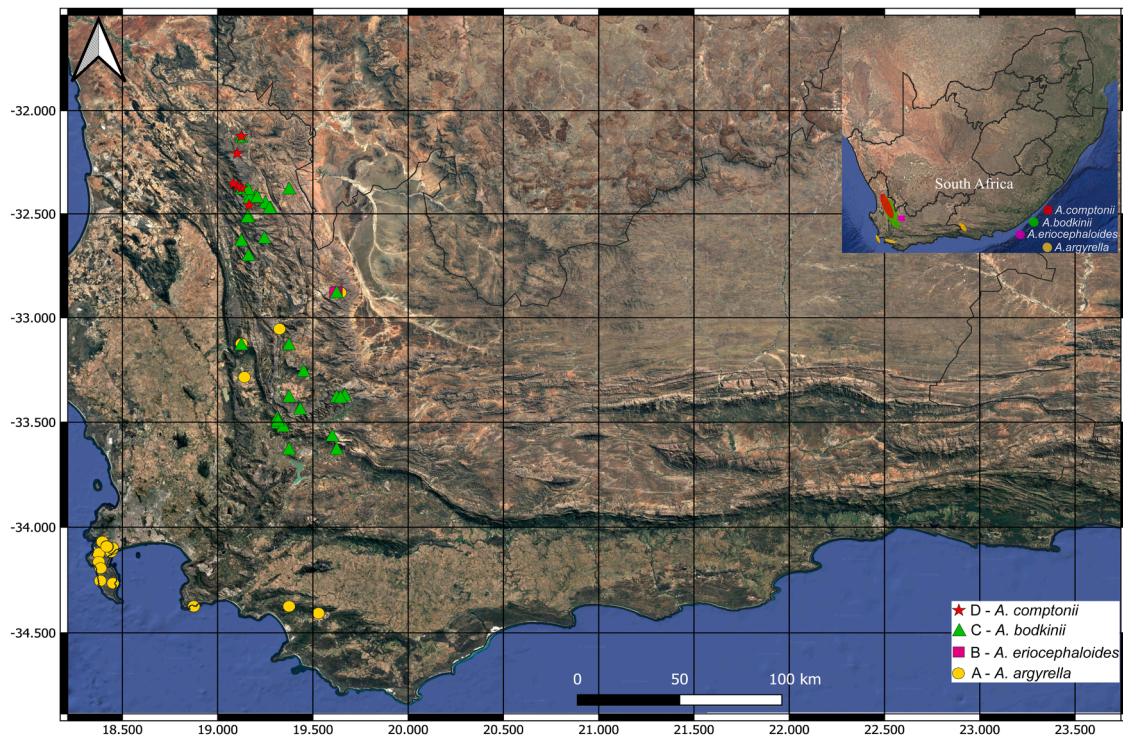 -32.000
-32.500
-33.000
-33.500
-34.000
-34.500
South Africa
A.comptonii
A.bodkinii
A.eriocephaloides
A.argyrella
D - A. comptonii
C - A. bodkinii
B - A. eriocephaloides
A - A. argyrella
0 50 100 km
18.500 19.000 19.500 20.000 20.500 21.000 21.500 22.000 22.500 23.000 23.500